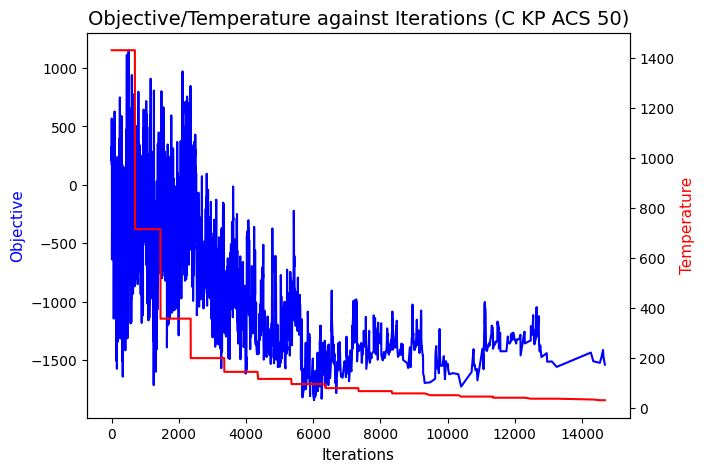 Objective/Temperature against Iterations (C KP ACS 50)
Objective
1000
500
0
−500
−1000
−1500
1400
1200
1000
800
600
400
200
0
Temperature
0 2000 4000 6000 8000 10000 12000 14000
Iterations